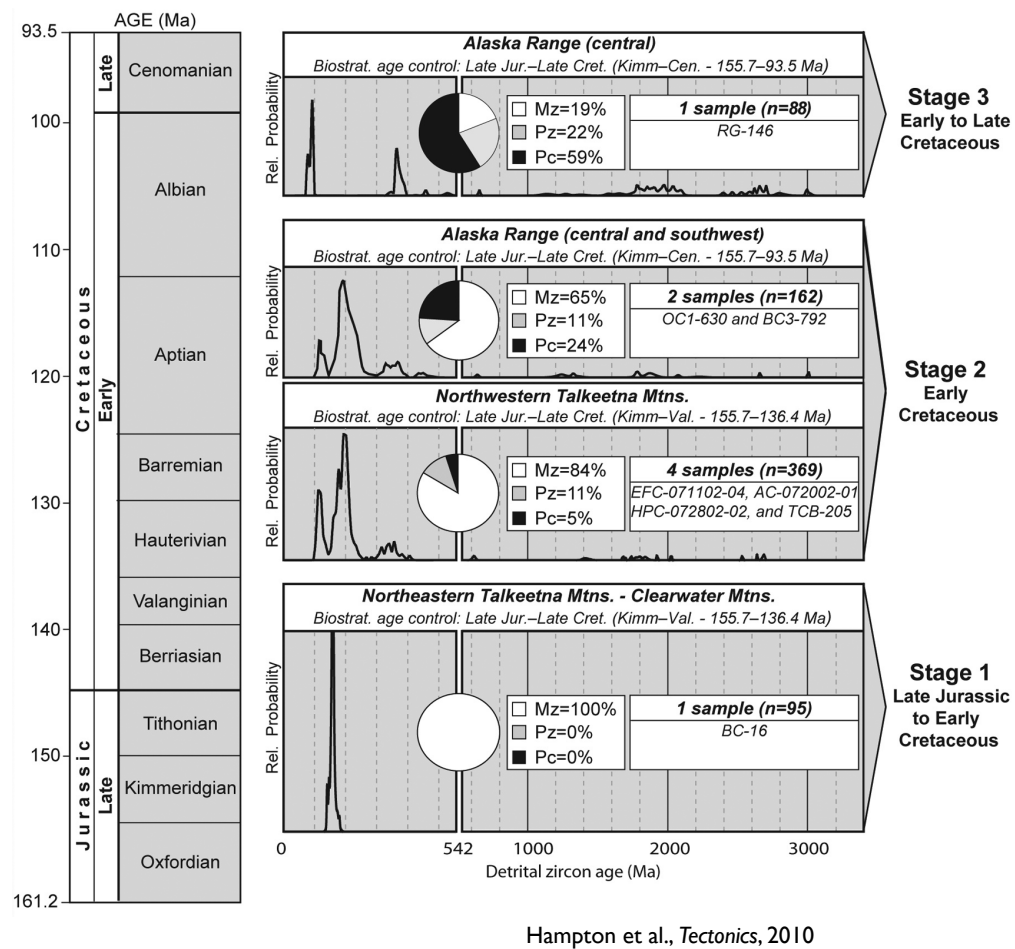 AGE (Ma)
93.5
100
110
120
130
140
150
161.2
Cretaceous
Jurassic
Late
Early
Late
Cenomanian
Albian
Aptian
Barremian
Hauterivian
Valanginian
Berriasian
Tithonian
Kimmeridgian
Oxfordian
Alaska Range (central)
Biostrat. age control: Late Jur.–Late Cret. (Kimm–Cen. - 155.7–93.5 Ma)
Rel. Probability
Mz=19%
Pz=22%
Pc=59%
1 sample (n=88)
RG-146
Stage 3
Early to Late
Cretaceous
Alaska Range (central and southwest)
Biostrat. age control: Late Jur.–Late Cret. (Kimm–Cen. - 155.7–93.5 Ma)
Rel. Probability
Mz=65%
Pz=11%
Pc=24%
2 samples (n=162)
OC1-630 and BC3-792
Northwestern Talkeetna Mtns.
Biostrat. age control: Late Jur.–Late Cret. (Kimm–Val. - 155.7–136.4 Ma)
Rel. Probability
Mz=84%
Pz=11%
Pc=5%
4 samples (n=369)
EFC-071102-04, AC-072002-01
HPC-072802-02, and TCB-205
Stage 2
Early
Cretaceous
Northeastern Talkeetna Mtns. - Clearwater Mtns.
Biostrat. age control: Late Jur.–Late Cret. (Kimm–Val. - 155.7–136.4 Ma)
Rel. Probability
Mz=100%
Pz=0%
Pc=0%
1 sample (n=95)
BC-16
Stage 1
Late Jurassic
to Early
Cretaceous
0 542 1000 2000 3000
Detrital zircon age (Ma)
Hampton et al., Tectonics, 2010